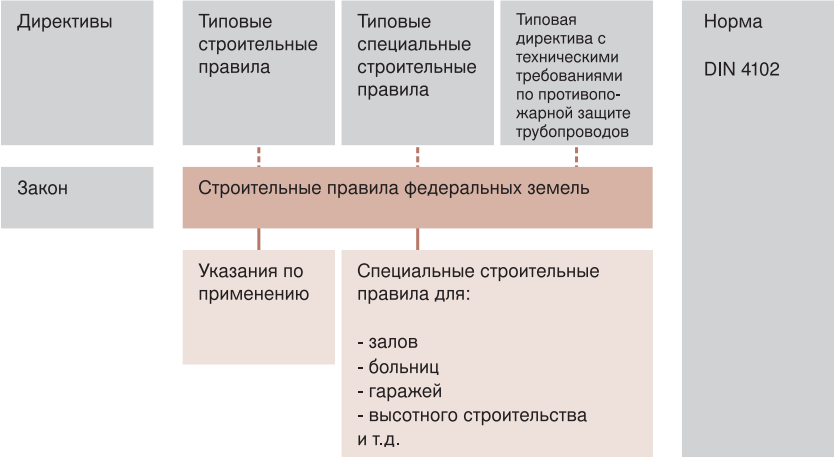 Директивы
Типовые
строительные
правила
Типовые
специальные
строительные
правила
Типовая
директива с
техническими
требованиями
по противопо-
жарной защите
трубопроводов
Норма
DIN 4102
Закон
Строительные правила федеральных земель
Указания по
применению
Специальные строительные
правила для:
- залов
- больниц
- гаражей
- высотного строительства
и т.д.